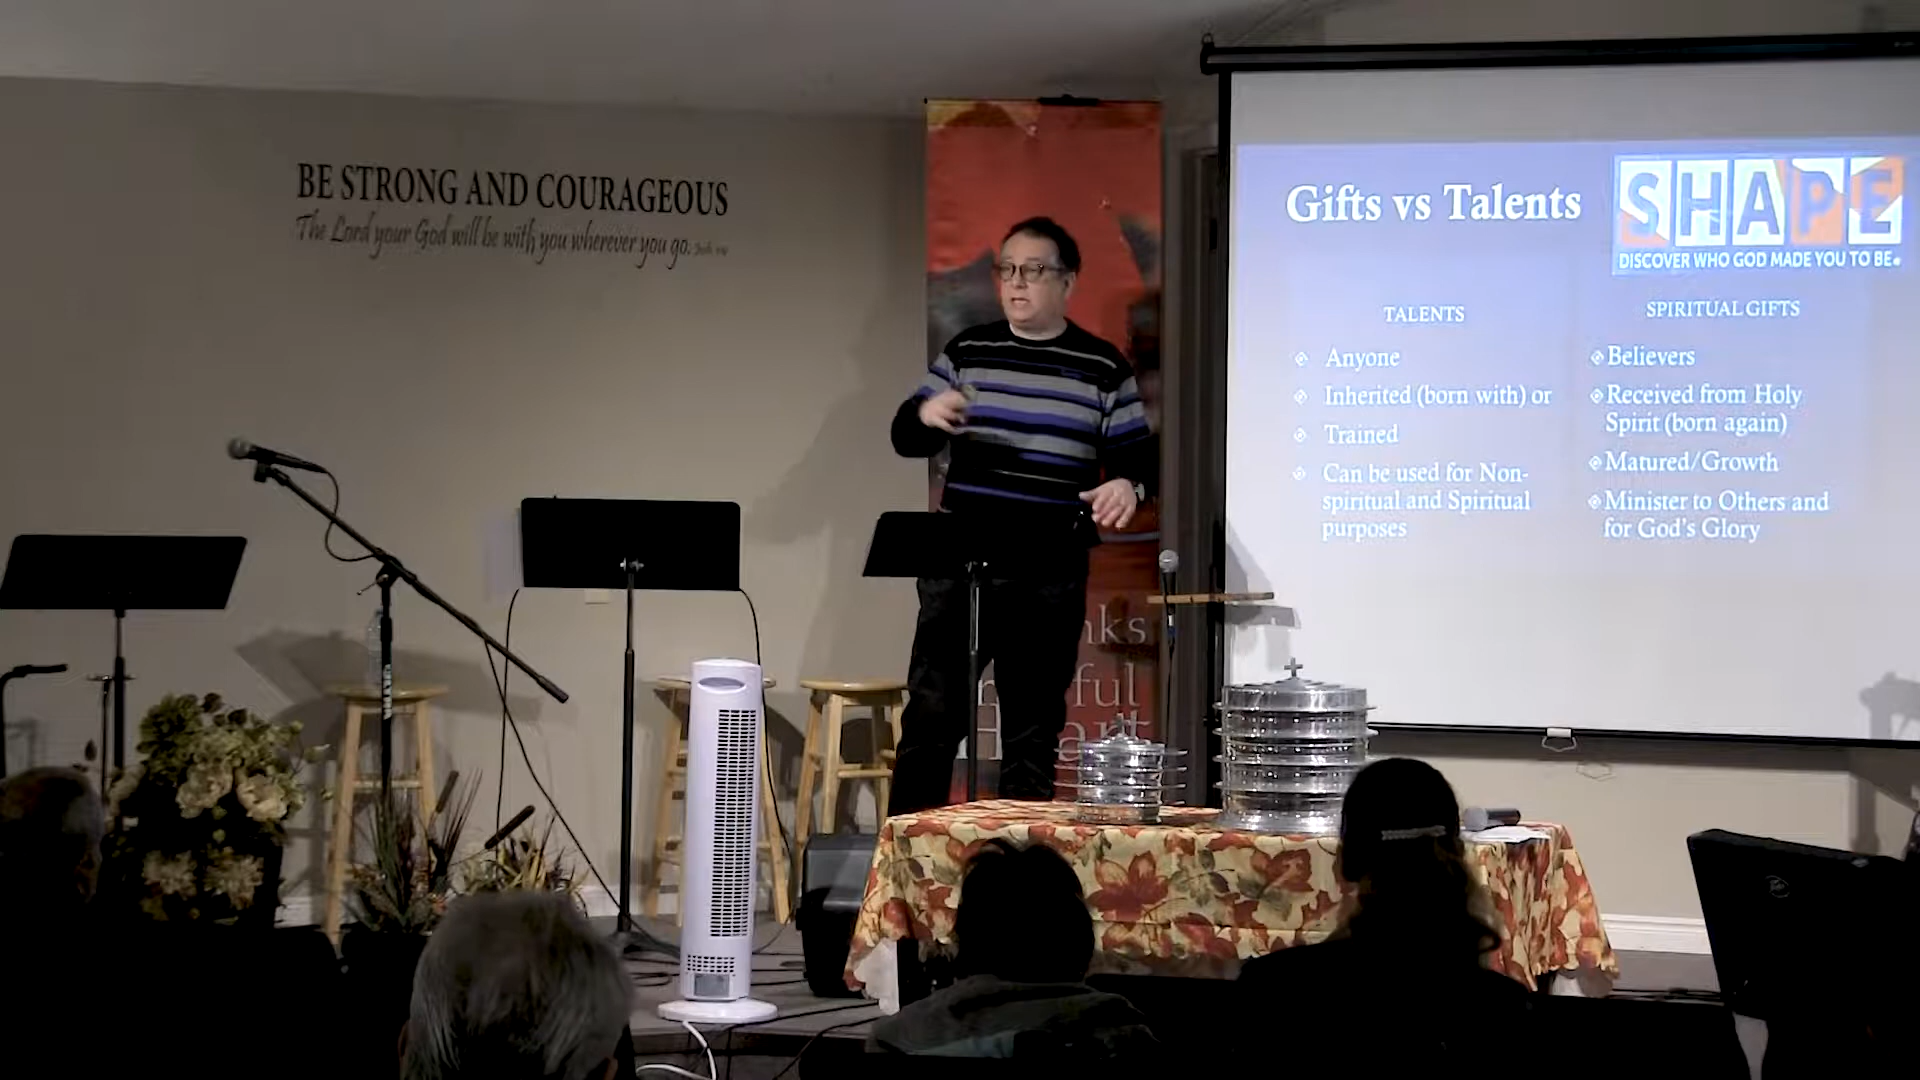 BE STRONG AND COURAGEOUS
The Lord your God will be with you wherever you go.
Gifts vs Talents
SHAPE
DISCOVER WHO GOD MADE YOU TO BE.
TALENTS
Anyone
Inherited (born with) or
Trained
Can be used for Non-
spiritual and Spiritual
purposes
SPIRITUAL GIFTS
Believers
Received from Holy
Spirit (born again)
Matured/Growth
Minister to Others and
for God's Glory